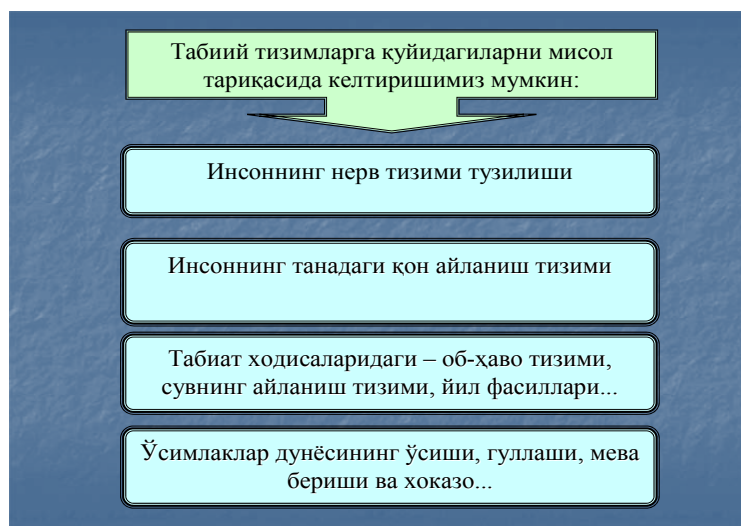 Табиий тизимларга қуйидагиларни мисол
тариқасида келтиришимиз мумкин:
Инсоннинг нерв тизими тузилиши
Инсоннинг танадаги қон айланиш тизими
Табиат ходисаларидаги – об-ҳаво тизими,
сувнинг айланиш тизими, йил фасиллари...
Ўсимлаклар дунёсининг ўсиши, гуллаши, мева
бериши ва хоказо...